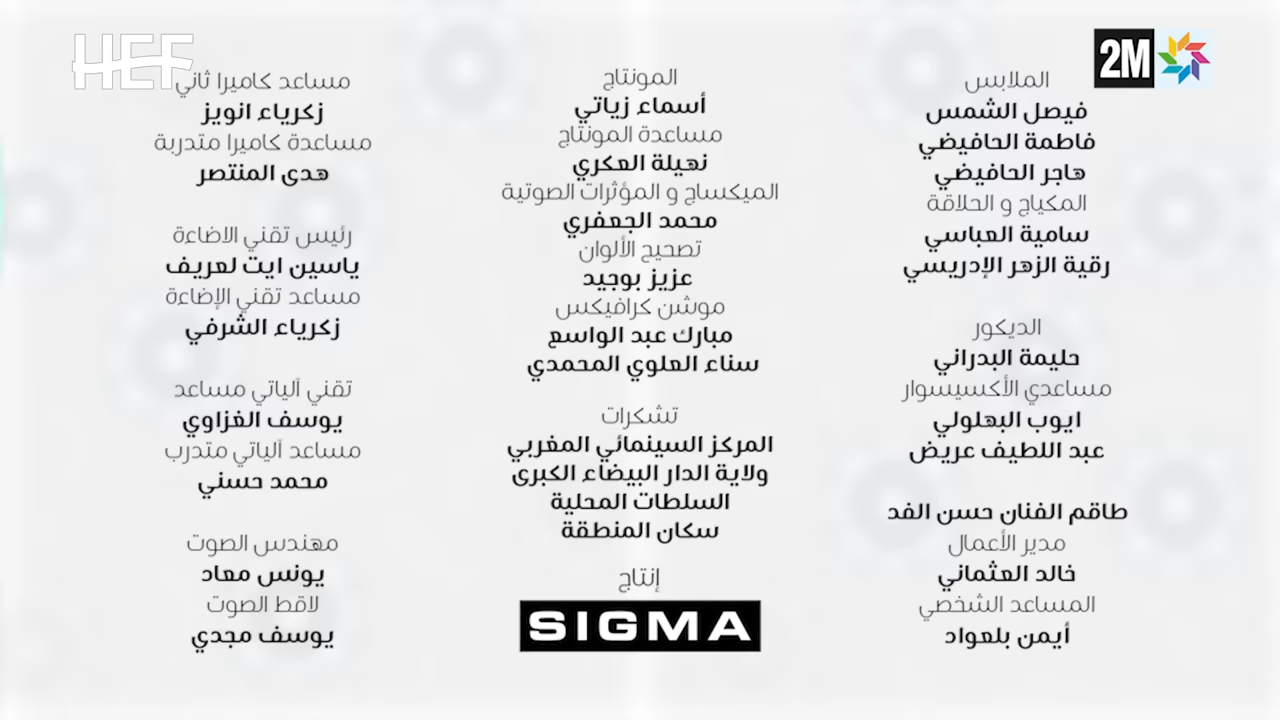 HEF
2M
الملابس
فيصل الشمس
فاطمة الحافيضي
هاجر الحافيضي
المكياج و الحلاقة
سامية العباسي
رقية الزهر الإدريسي
الديكور
حليمة البدراني
مساعدي الأكسيسوار
ايوب البهلولي
عبد اللطيف عريض
طاقم الفنان حسن الفد
مدير الأعمال
خالد العثماني
المساعد الشخصي
أيمن بلعواد
المونتاج
أسماء زياتي
مساعدة المونتاج
نهيلة العكري
الميكساج و المؤثرات الصوتية
محمد الجعفري
تصحيح الألوان
عزيز بوجيد
موشن كرافيكس
مبارك عبد الواسع
سناء العلوي المحمدي
تشكرات
المركز السينمائي المغربي
ولاية الدار البيضاء الكبرى
السلطات المحلية
سكان المنطقة
إنتاج
SIGMA
مساعد كاميرا ثاني
زكرياء انويز
مساعدة كاميرا متدربة
هدى المنتصر
رئيس تقني الاضاءة
ياسين ايت لعريف
مساعد تقني الإضاءة
زكرياء الشرفي
تقني آلياتي مساعد
يوسف الغزاوي
مساعد آلياتي متدرب
محمد حسني
مهندس الصوت
يونس معاد
لاقط الصوت
يوسف مجدي